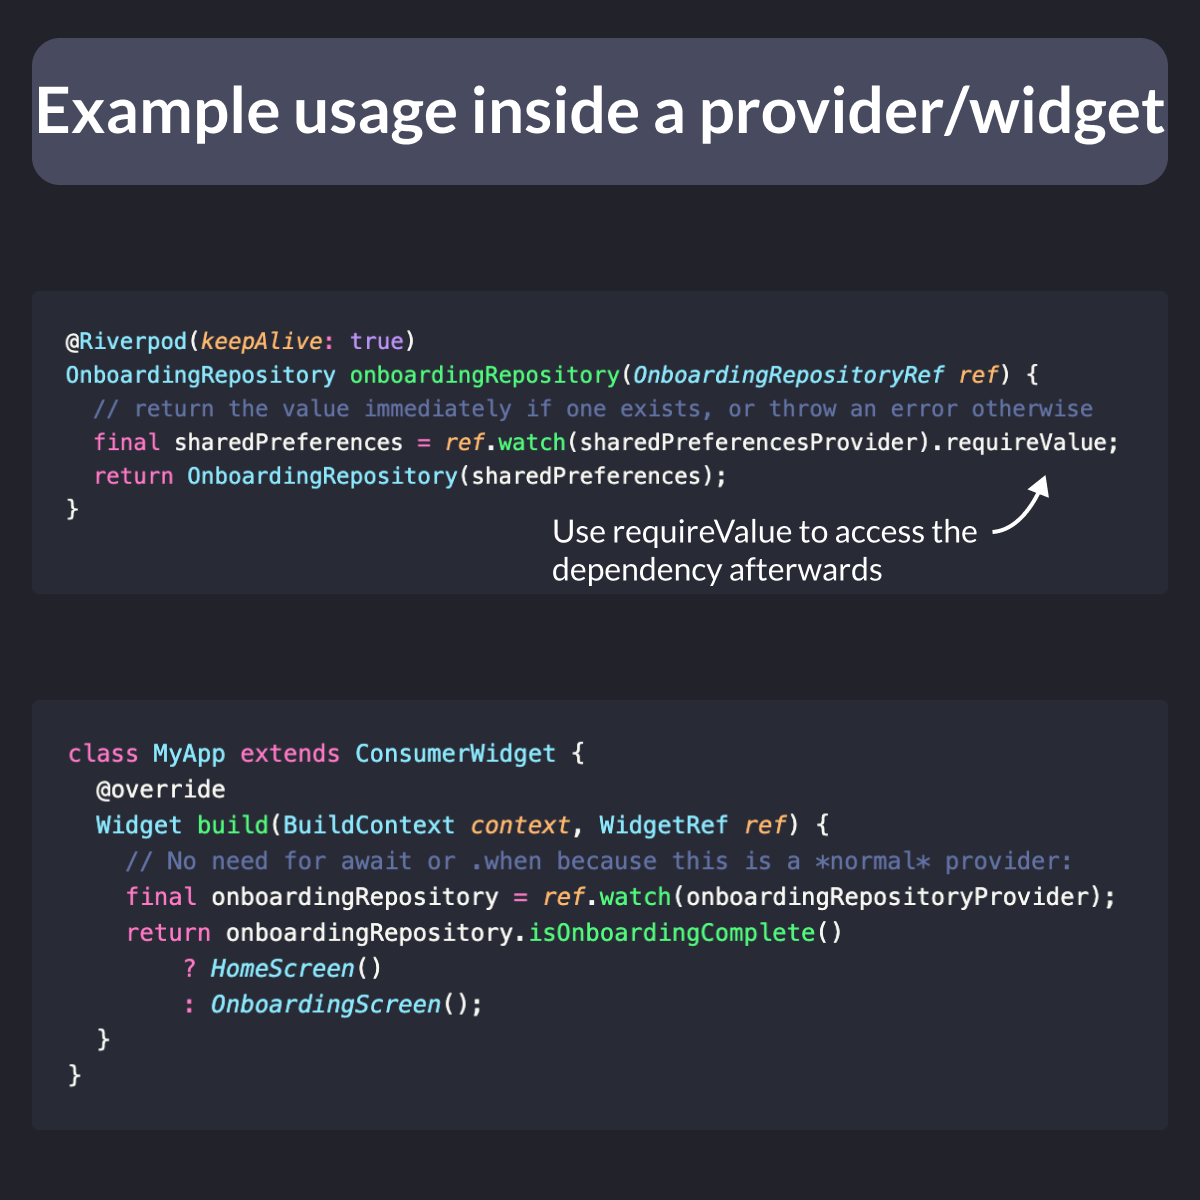 Example usage inside a provider/widget
@Riverpod(keepAlive: true)
OnboardingRepository onboardingRepository(OnboardingRepositoryRef ref) {
  // return the value immediately if one exists, or throw an error otherwise
  final sharedPreferences = ref.watch(sharedPreferencesProvider).requireValue;
  return OnboardingRepository(sharedPreferences);
}
Use requireValue to access the
dependency afterwards
class MyApp extends ConsumerWidget {
  @override
  Widget build(BuildContext context, WidgetRef ref) {
    // No need for await or .when because this is a *normal* provider:
    final onboardingRepository = ref.watch(onboardingRepositoryProvider);
    return onboardingRepository.isOnboardingComplete()
        ? HomeScreen()
        : OnboardingScreen();
  }
}